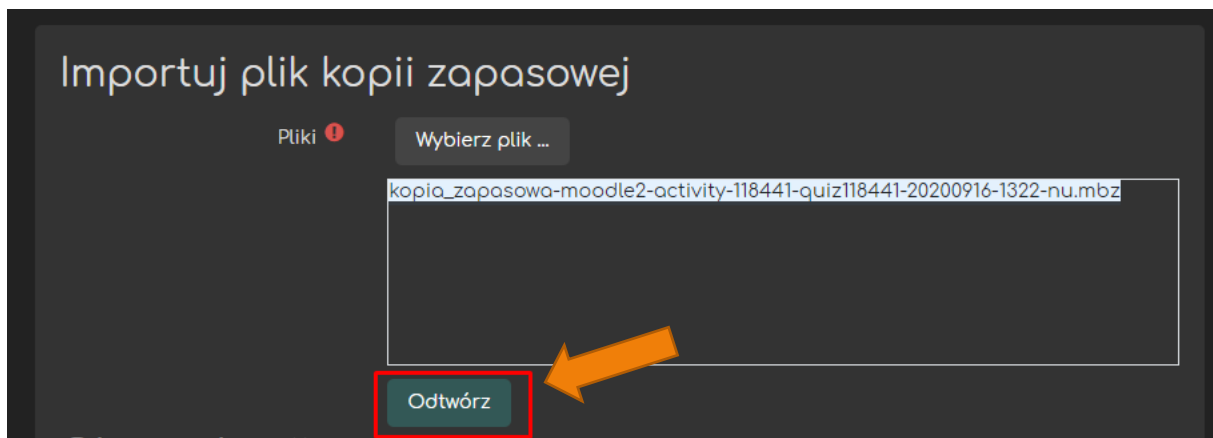 Importuj plik kopii zapasowej
Pliki
Wybierz plik ...
kopia_zapasowa-moodle2-activity-118441-quiz118441-20200916-1322-nu.mbz
Odtwórz